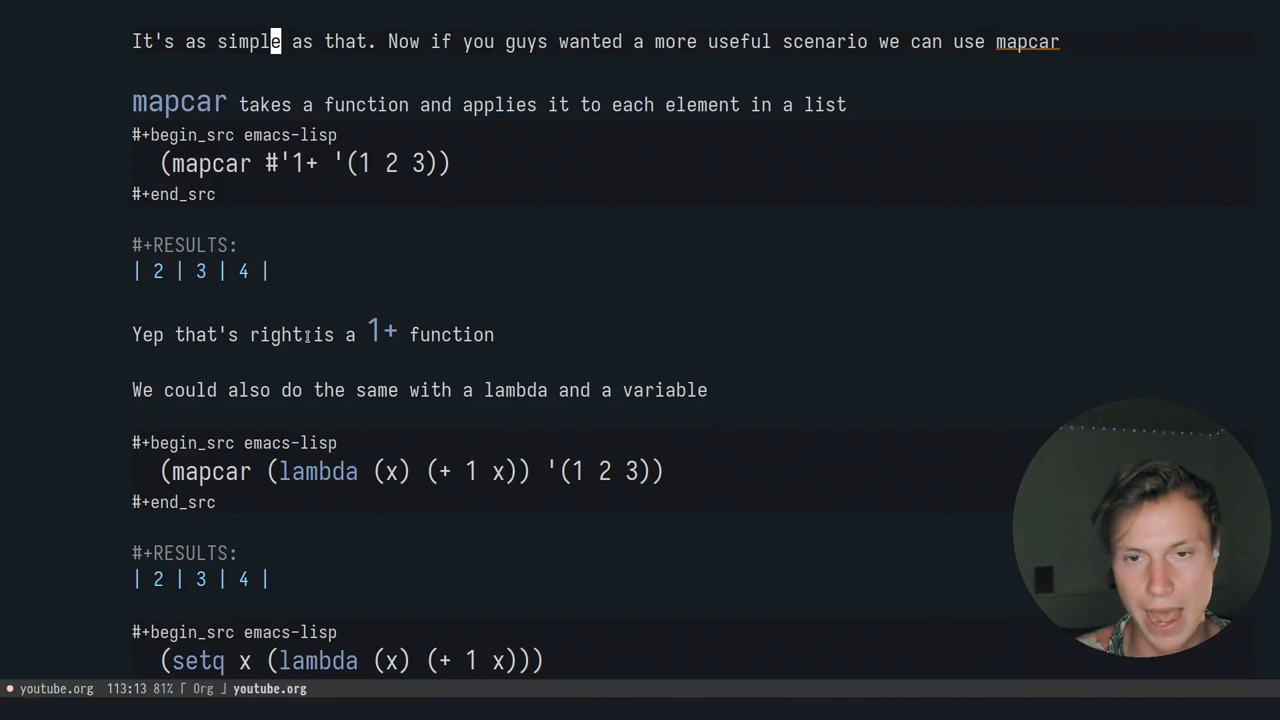 It's as simple as that. Now if you guys wanted a more useful scenario we can use mapcar
mapcar takes a function and applies it to each element in a list
#+begin_src emacs-lisp
(mapcar #'1+ '(1 2 3))
#+end_src
#+RESULTS:
| 2 | 3 | 4 |
Yep that's right is a 1+ function
We could also do the same with a lambda and a variable
#+begin_src emacs-lisp
(mapcar (lambda (x) (+ 1 x)) '(1 2 3))
#+end_src
#+RESULTS:
| 2 | 3 | 4 |
#+begin_src emacs-lisp
(setq x (lambda (x) (+ 1 x)))
youtube.org 113:13 81% Org youtube.org